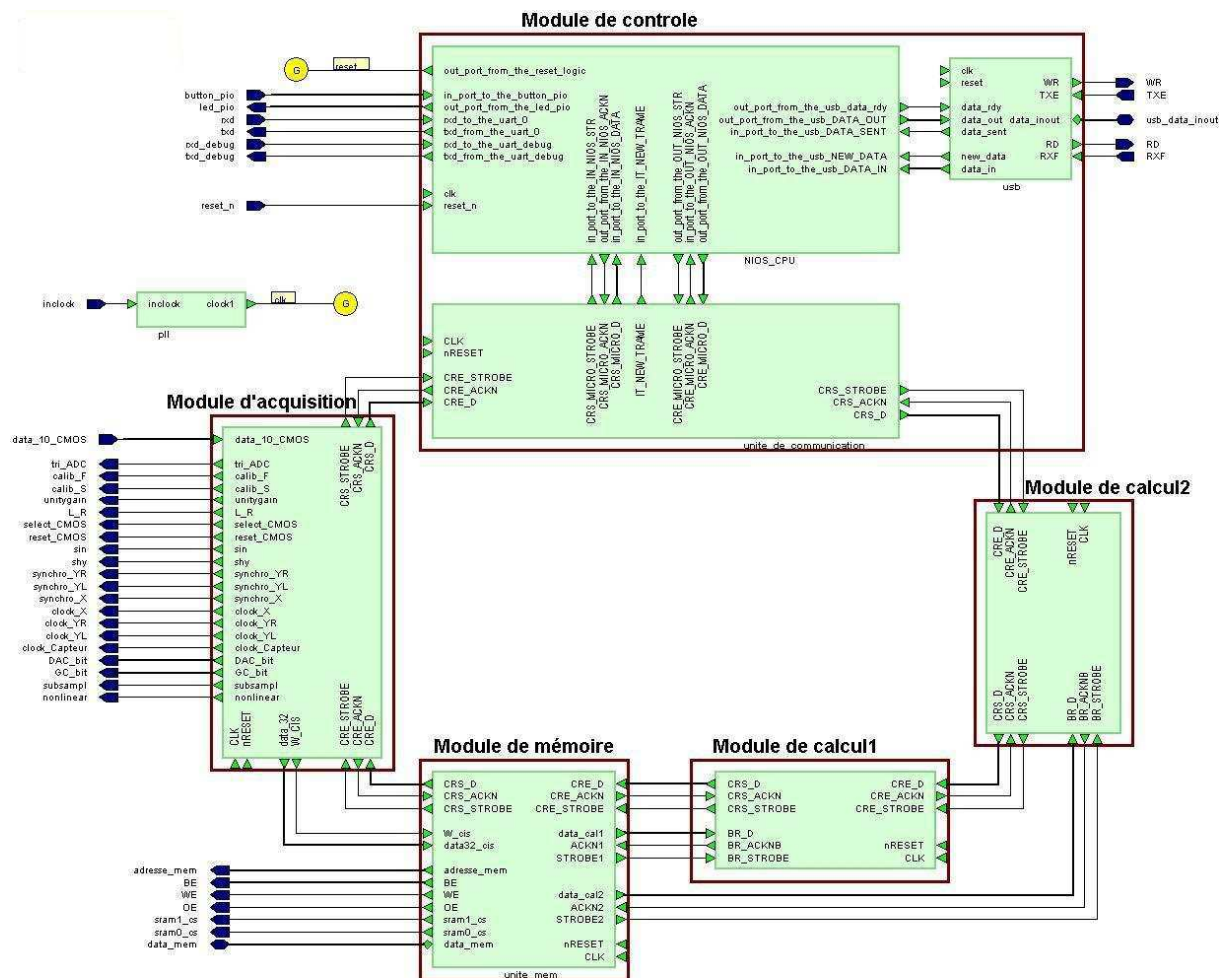 Module de controle
reset
G
out_port_from_the_reset_logic
button_pio
led_pio
rxd
txd
rxd_debug
txd_debug
in_port_to_the_button_pio
out_port_from_the_led_pio
rxd_to_the_uart_0
txd_from_the_uart_0
rxd_to_the_uart_debug
txd_from_the_uart_debug
clk
reset_n
reset_n
in_port_to_the_IN_NIOS_STR
out_port_from_the_IN_NIOS_ACKN
in_port_to_the_IN_NIOS_DATA
in_port_to_the_IT_NEW_TRAME
out_port_from_the_OUT_NIOS_STR
in_port_to_the_OUT_NIOS_ACKN
out_port_from_the_OUT_NIOS_DATA
out_port_from_the_usb_data_rdy
out_port_from_the_usb_DATA_OUT
in_port_to_the_usb_DATA_SENT
in_port_to_the_usb_NEW_DATA
in_port_to_the_usb_DATA_IN
NIOS_CPU
clk
reset
data_rdy
data_out
data_sent
new_data
data_in
WR
TXE
data_inout
RD
RXF
usb
WR
TXE
usb_data_inout
RD
RXF
inclock
inclock
clock1
pll
clk
G
CLK
nRESET
CRE_STROBE
CRE_ACKN
CRE_D
CRS_MICRO_STROBE
CRS_MICRO_ACKN
CRS_MICRO_D
IT_NEW_TRAME
CRE_MICRO_STROBE
CRE_MICRO_ACKN
CRE_MICRO_D
CRS_STROBE
CRS_ACKN
CRS_D
unite_de_communication
Module d'acquisition
data_10_CMOS
tri_ADC
calib_F
calib_S
unitygain
L_R
select_CMOS
reset_CMOS
sin
shy
synchro_YR
synchro_YL
synchro_X
clock_X
clock_YR
clock_YL
clock_Capteur
DAC_bit
GC_bit
subsampl
nonlinear
data_10_CMOS
tri_ADC
calib_F
calib_S
unitygain
L_R
select_CMOS
reset_CMOS
sin
shy
synchro_YR
synchro_YL
synchro_X
clock_X
clock_YR
clock_YL
clock_Capteur
DAC_bit
GC_bit
subsampl
nonlinear
CRS_STROBE
CRS_ACKN
CRS_D
CLK
nRESET
data_32
W_CIS
CRE_STROBE
CRE_ACKN
CRE_D
Module de calcul2
CRE_D
CRE_ACKN
CRE_STROBE
nRESET
CLK
CRS_D
CRS_ACKN
CRS_STROBE
BR_D
BR_ACKNB
BR_STROBE
Module de mémoire
CRS_D
CRS_ACKN
CRS_STROBE
W_cis
data32_cis
adresse_mem
BE
WE
OE
sram1_cs
sram0_cs
data_mem
CRE_D
CRE_ACKN
CRE_STROBE
data_cal1
ACKN1
STROBE1
data_cal2
ACKN2
STROBE2
nRESET
CLK
unite_mem
adresse_mem
BE
WE
OE
sram1_cs
sram0_cs
data_mem
Module de calcul1
CRS_D
CRS_ACKN
CRS_STROBE
BR_D
BR_ACKNB
BR_STROBE
CRE_D
CRE_ACKN
CRE_STROBE
nRESET
CLK